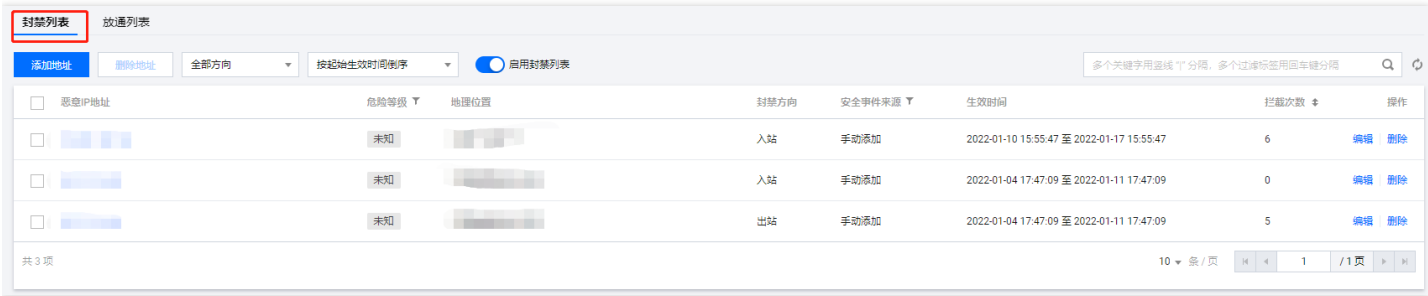 封禁列表 放通列表
添加地址 删除地址 全部方向 按起始生效时间倒序 启用封禁列表 多个关键字用竖线 "|" 分隔，多个过滤标签用回车键分隔
恶意IP地址 危险等级 地理位置 封禁方向 安全事件来源 生效时间 拦截次数 操作
未知 入站 手动添加 2022-01-10 15:55:47 至 2022-01-17 15:55:47 6 编辑 删除
未知 入站 手动添加 2022-01-04 17:47:09 至 2022-01-11 17:47:09 0 编辑 删除
未知 出站 手动添加 2022-01-04 17:47:09 至 2022-01-11 17:47:09 5 编辑 删除
共 3 项 10 条 / 页 1 / 1 页